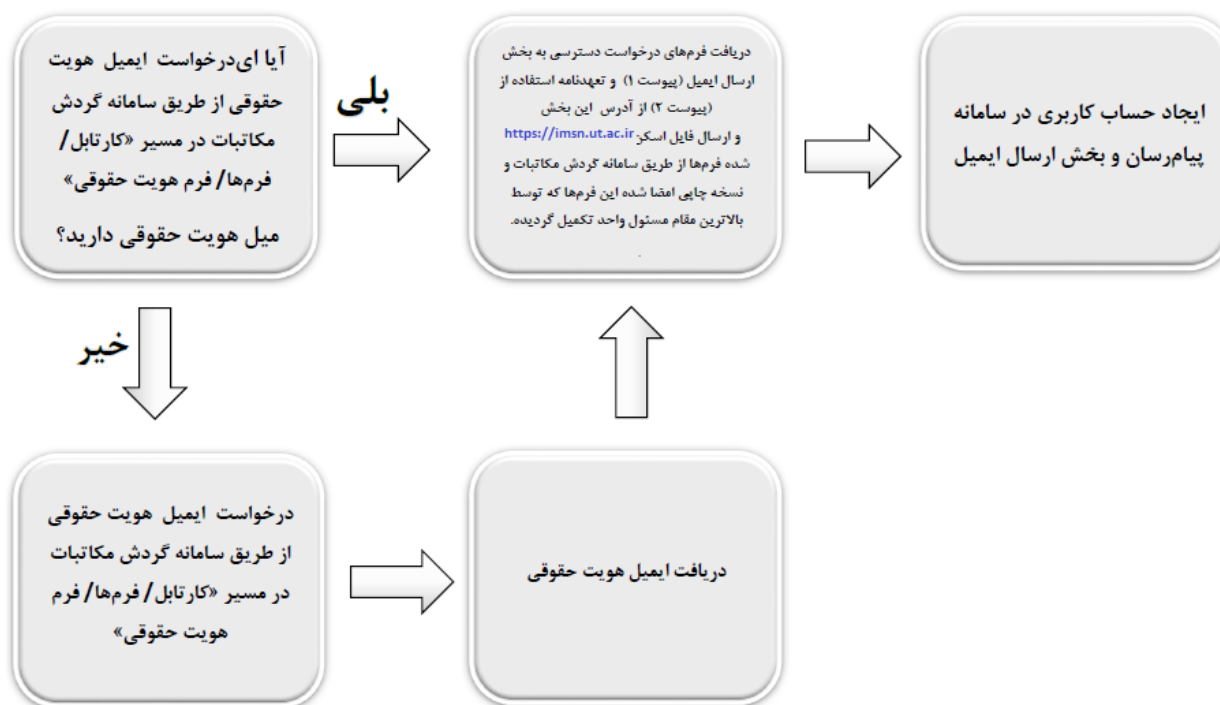 آیا ای‌درخواست ایمیل هویت
حقوقی از طریق سامانه گردش
مکاتبات در مسیر «کارتابل/
فرم‌ها/ فرم هویت حقوقی»
میل هویت حقوقی دارید؟
بلی
دریافت فرم‌های درخواست دسترسی به بخش
ارسال ایمیل (پیوست ۱) و تعهدنامه استفاده از
(پیوست ۲) از آدرس این بخش
https://imsn.ut.ac.ir و ارسال فایل اسکن
شده فرم‌ها از طریق سامانه گردش مکاتبات و
نسخه چاپی امضا شده این فرم‌ها که توسط
بالاترین مقام مسئول واحد تکمیل گردیده.
.
ایجاد حساب کاربری در سامانه
پیام‌رسان و بخش ارسال ایمیل
خیر
درخواست ایمیل هویت حقوقی
از طریق سامانه گردش مکاتبات
در مسیر «کارتابل/ فرم‌ها/ فرم
هویت حقوقی»
دریافت ایمیل هویت حقوقی